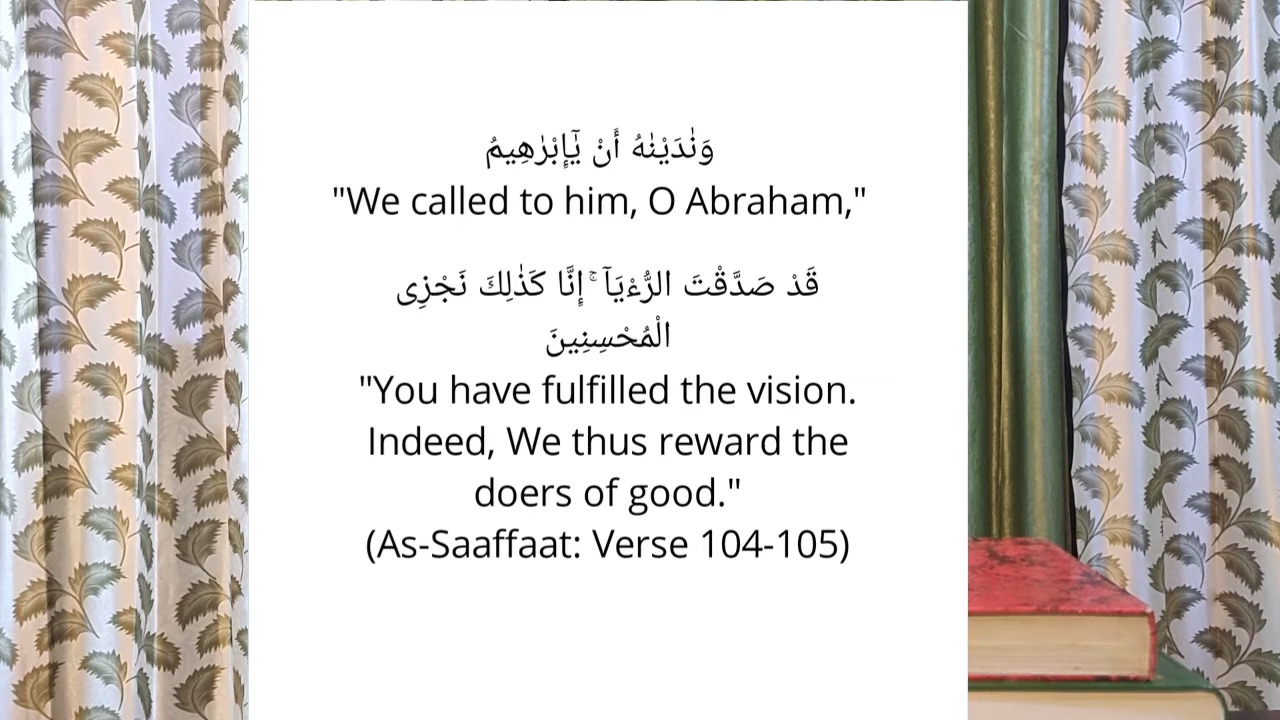 وَنَٰدَيْنَٰهُ أَنْ يَٰٓإِبْرَٰهِيمُ
"We called to him, O Abraham,"
قَدْ صَدَّقْتَ الرُّءْيَآ ۚ إِنَّا كَذَٰلِكَ نَجْزِى
الْمُحْسِنِينَ
"You have fulfilled the vision.
Indeed, We thus reward the
doers of good."
(As-Saaffaat: Verse 104-105)